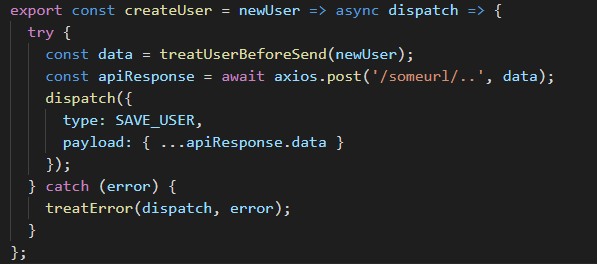 export const createUser = newUser => async dispatch => {
  try {
    const data = treatUserBeforeSend(newUser);
    const apiResponse = await axios.post('/someurl/..', data);
    dispatch({
      type: SAVE_USER,
      payload: { ...apiResponse.data }
    });
  } catch (error) {
    treatError(dispatch, error);
  }
};